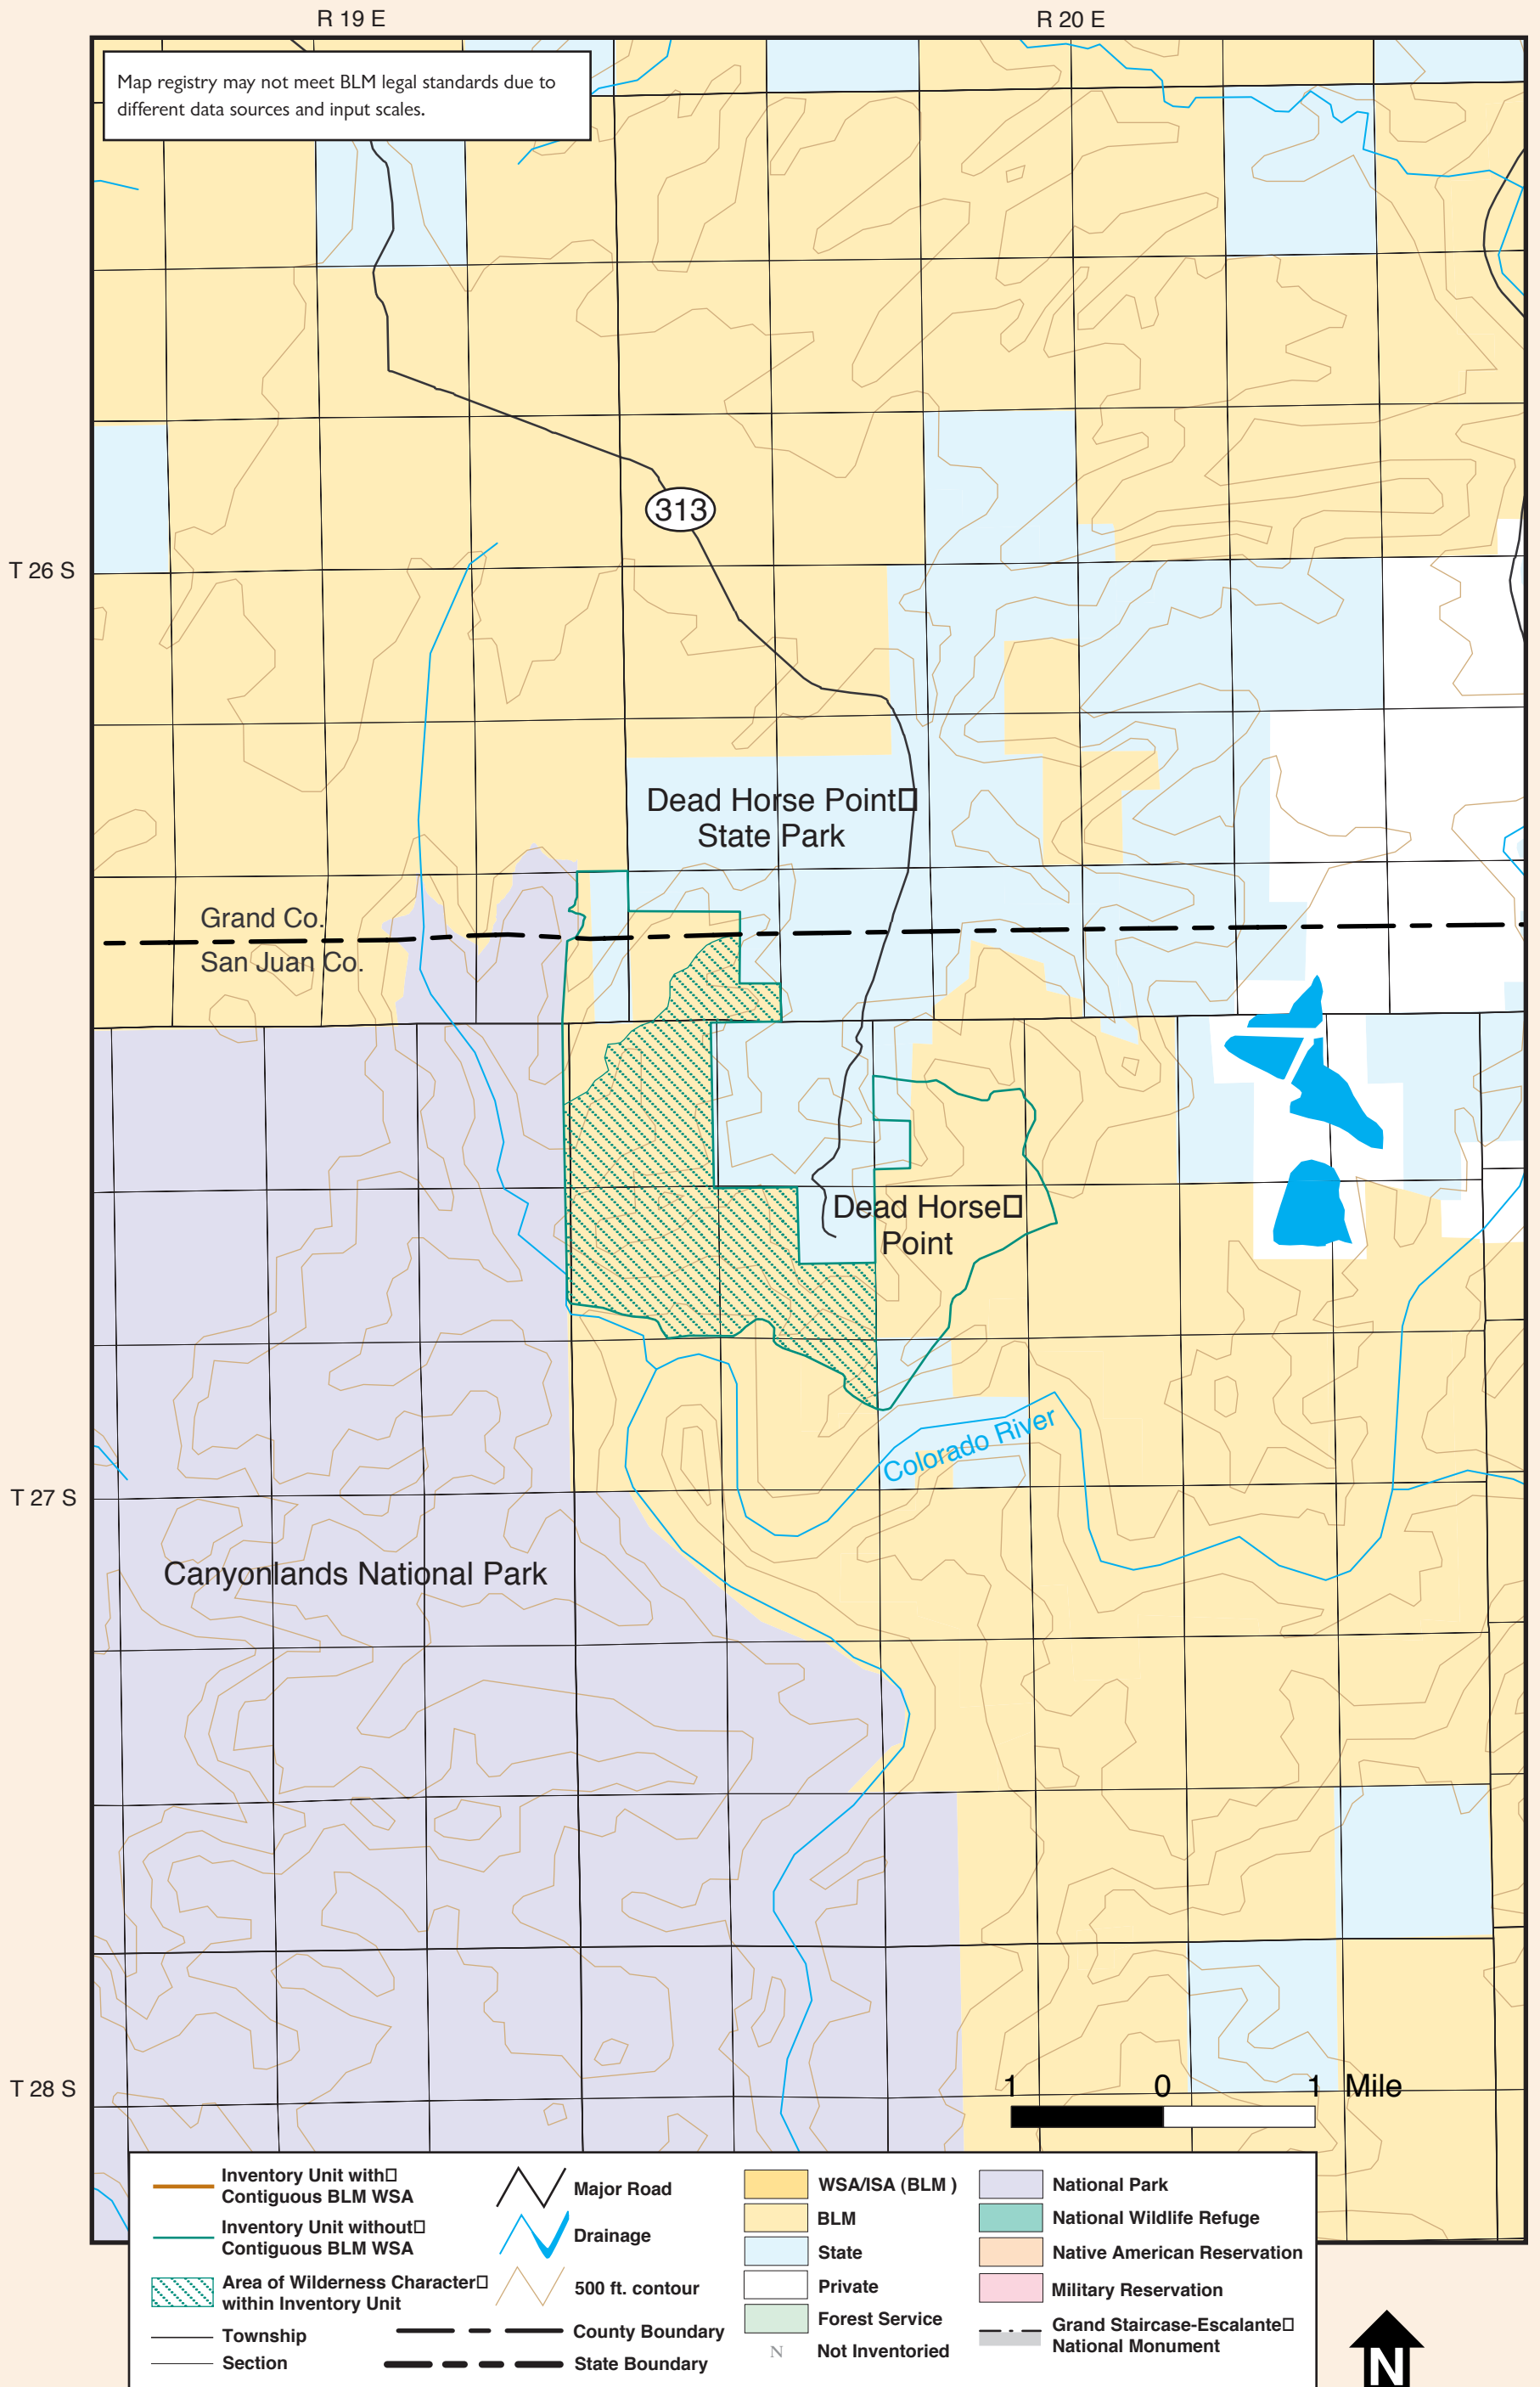 R 19 E
R 20 E
Map registry may not meet BLM legal standards due to
different data sources and input scales.
T 26 S
313
Dead Horse Point
State Park
Grand Co.
San Juan Co.
Dead Horse
Point
Colorado River
T 27 S
Canyonlands National Park
T 28 S
1 0 1 Mile
Inventory Unit with
Contiguous BLM WSA
Inventory Unit without
Contiguous BLM WSA
Area of Wilderness Character
within Inventory Unit
Township
Section
Major Road
Drainage
500 ft. contour
County Boundary
State Boundary
WSA/ISA (BLM )
BLM
State
Private
Forest Service
N Not Inventoried
National Park
National Wildlife Refuge
Native American Reservation
Military Reservation
Grand Staircase-Escalante
National Monument
N